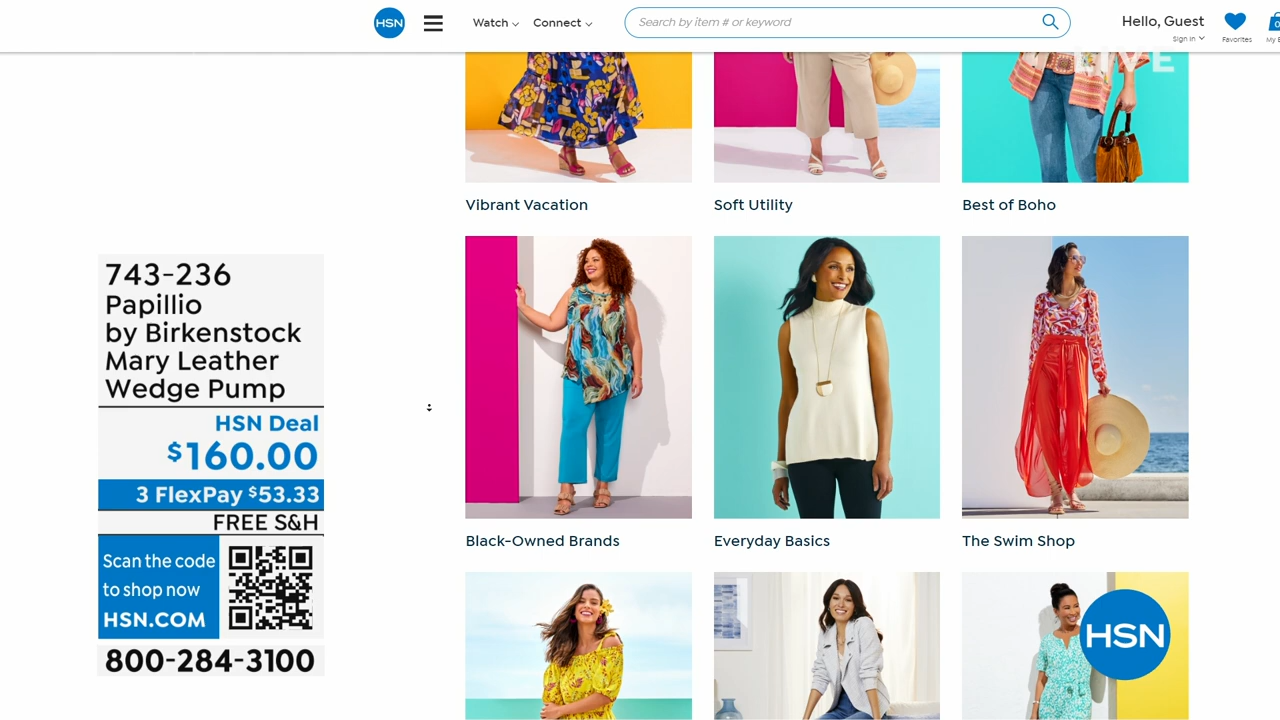 HSN
Watch
Connect
Search by item # or keyword
Hello, Guest
Sign In
Favorites
0
My
LIVE
Vibrant Vacation
Soft Utility
Best of Boho
743-236
Papillio
by Birkenstock
Mary Leather
Wedge Pump
HSN Deal
$160.00
3 FlexPay $53.33
FREE S&H
Scan the code
to shop now
HSN.COM
800-284-3100
Black-Owned Brands
Everyday Basics
The Swim Shop
HSN